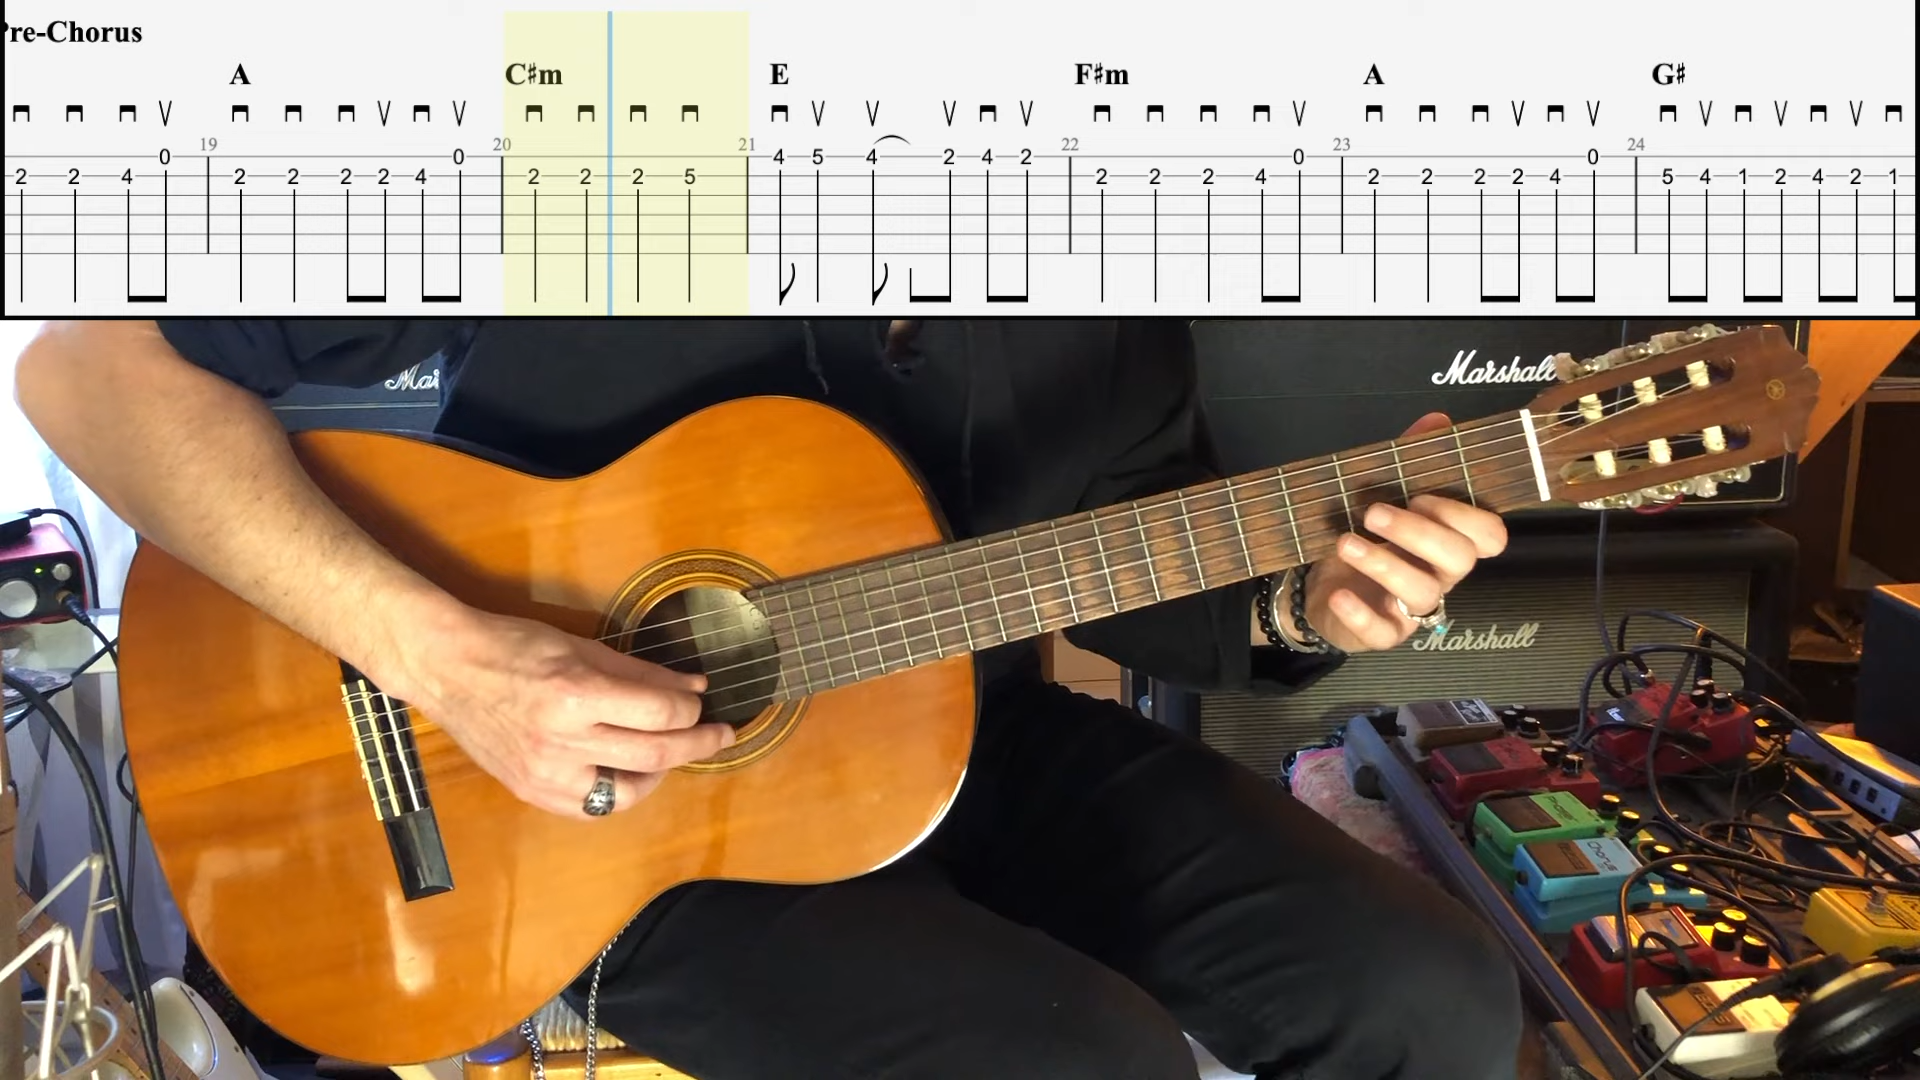 re-Chorus
A C♯m E F♯m A G♯
19 20 21 22 23 24
0 0 4 5 4 2 4 2 0 0
2 2 4 2 2 2 2 4 2 2 2 5 2 2 2 4 2 2 2 2 4 5 4 1 2 4 2 1
Mar
Marshall
Marshall
Chorus